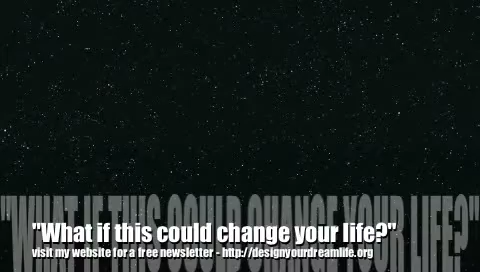 "WHAT IF THIS COULD CHANGE YOUR LIFE?"
"What if this could change your life?"
visit my website for a free newsletter - http://designyourdreamlife.org